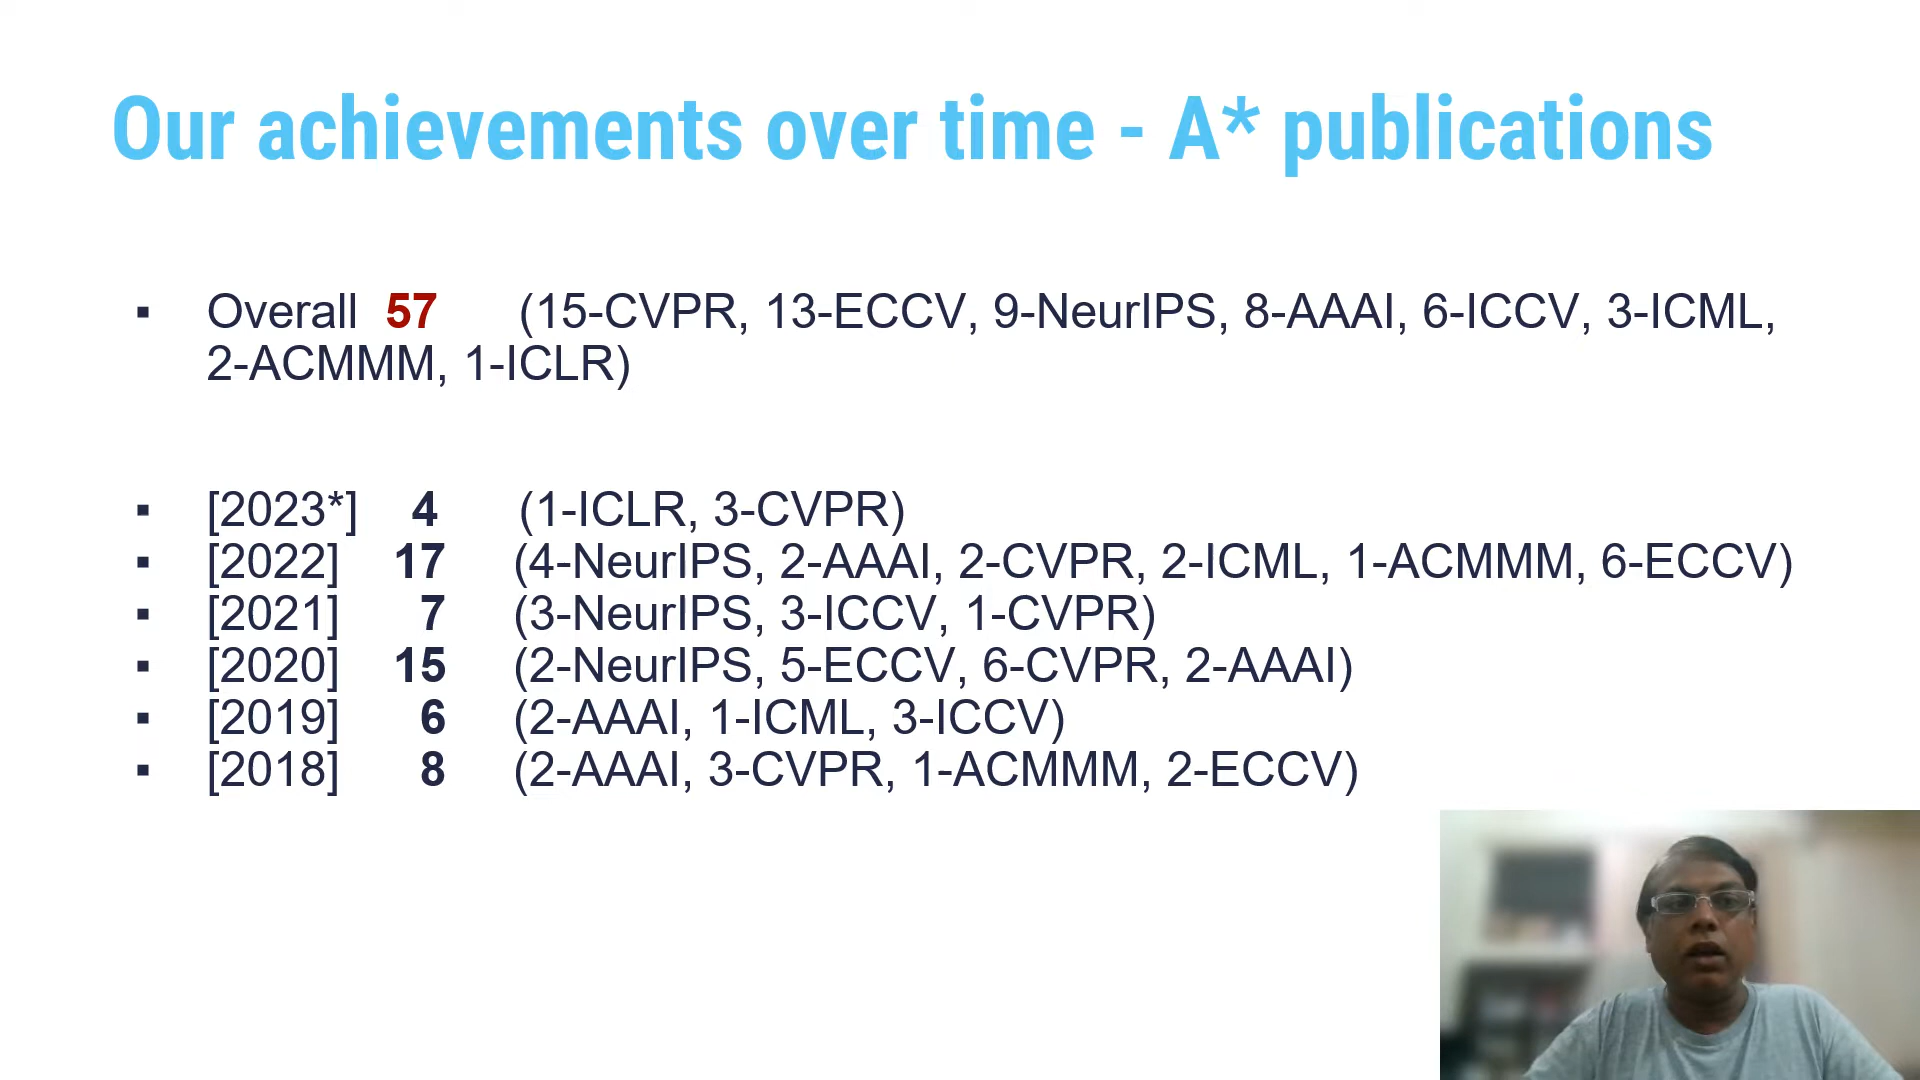 Our achievements over time - A* publications
▪ Overall 57 (15-CVPR, 13-ECCV, 9-NeurIPS, 8-AAAI, 6-ICCV, 3-ICML,
2-ACMMM, 1-ICLR)
▪ [2023*] 4 (1-ICLR, 3-CVPR)
▪ [2022] 17 (4-NeurIPS, 2-AAAI, 2-CVPR, 2-ICML, 1-ACMMM, 6-ECCV)
▪ [2021] 7 (3-NeurIPS, 3-ICCV, 1-CVPR)
▪ [2020] 15 (2-NeurIPS, 5-ECCV, 6-CVPR, 2-AAAI)
▪ [2019] 6 (2-AAAI, 1-ICML, 3-ICCV)
▪ [2018] 8 (2-AAAI, 3-CVPR, 1-ACMMM, 2-ECCV)